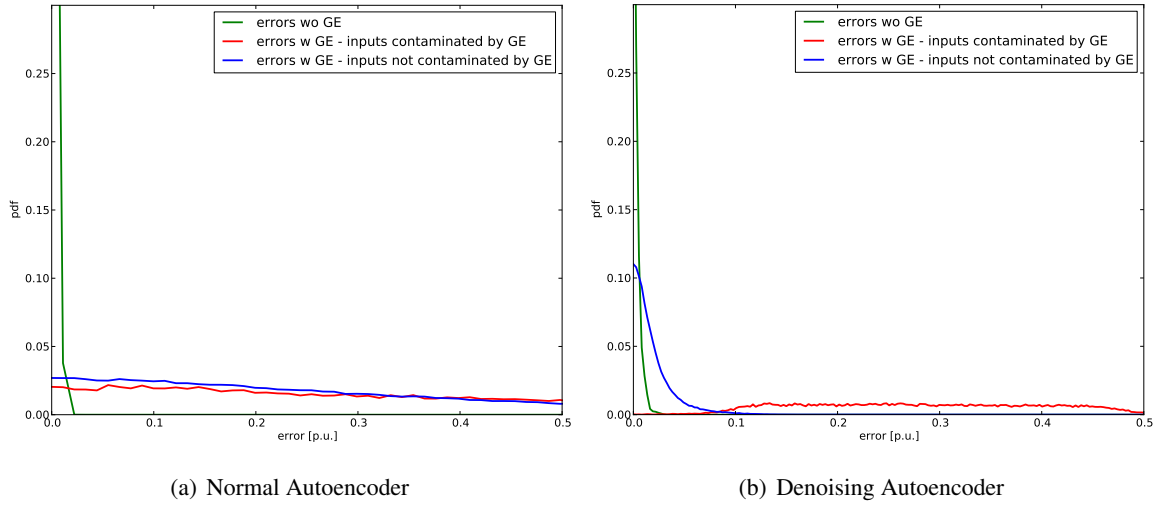 errors wo GE
errors w GE - inputs contaminated by GE
errors w GE - inputs not contaminated by GE
0.25
0.20
0.15
0.10
0.05
0.00
pdf
0.0 0.1 0.2 0.3 0.4 0.5
error [p.u.]
(a) Normal Autoencoder
errors wo GE
errors w GE - inputs contaminated by GE
errors w GE - inputs not contaminated by GE
0.25
0.20
0.15
0.10
0.05
0.00
pdf
0.0 0.1 0.2 0.3 0.4 0.5
error [p.u.]
(b) Denoising Autoencoder